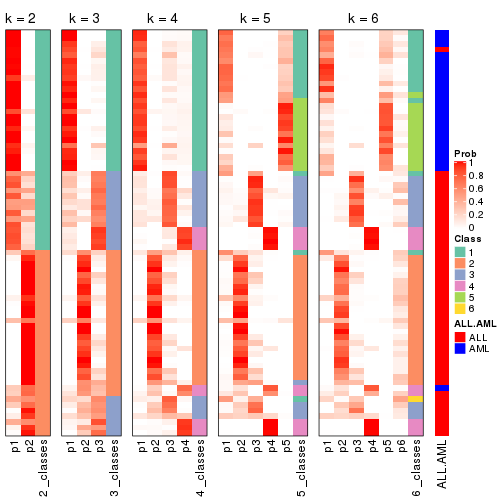 k = 2
k = 3
k = 4
k = 5
k = 6
p1
p2
2_classes
p1
p2
p3
3_classes
p1
p2
p3
p4
4_classes
p1
p2
p3
p4
p5
5_classes
p1
p2
p3
p4
p5
p6
6_classes
ALL.AML
Prob
1
0.8
0.6
0.4
0.2
0
Class
1
2
3
4
5
6
ALL.AML
ALL
AML